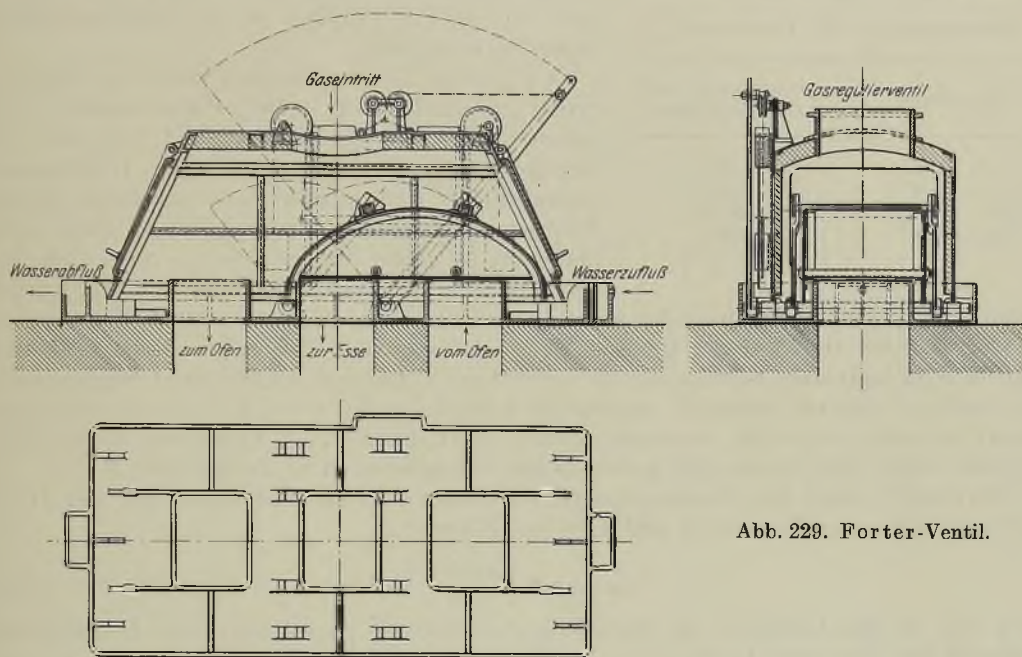 Gaseintritt
Gasregulierventil
Wasserabfluß
Wasserzufluß
zum Ofen
zur Esse
vom Ofen
Abb. 229. Forter-Ventil.